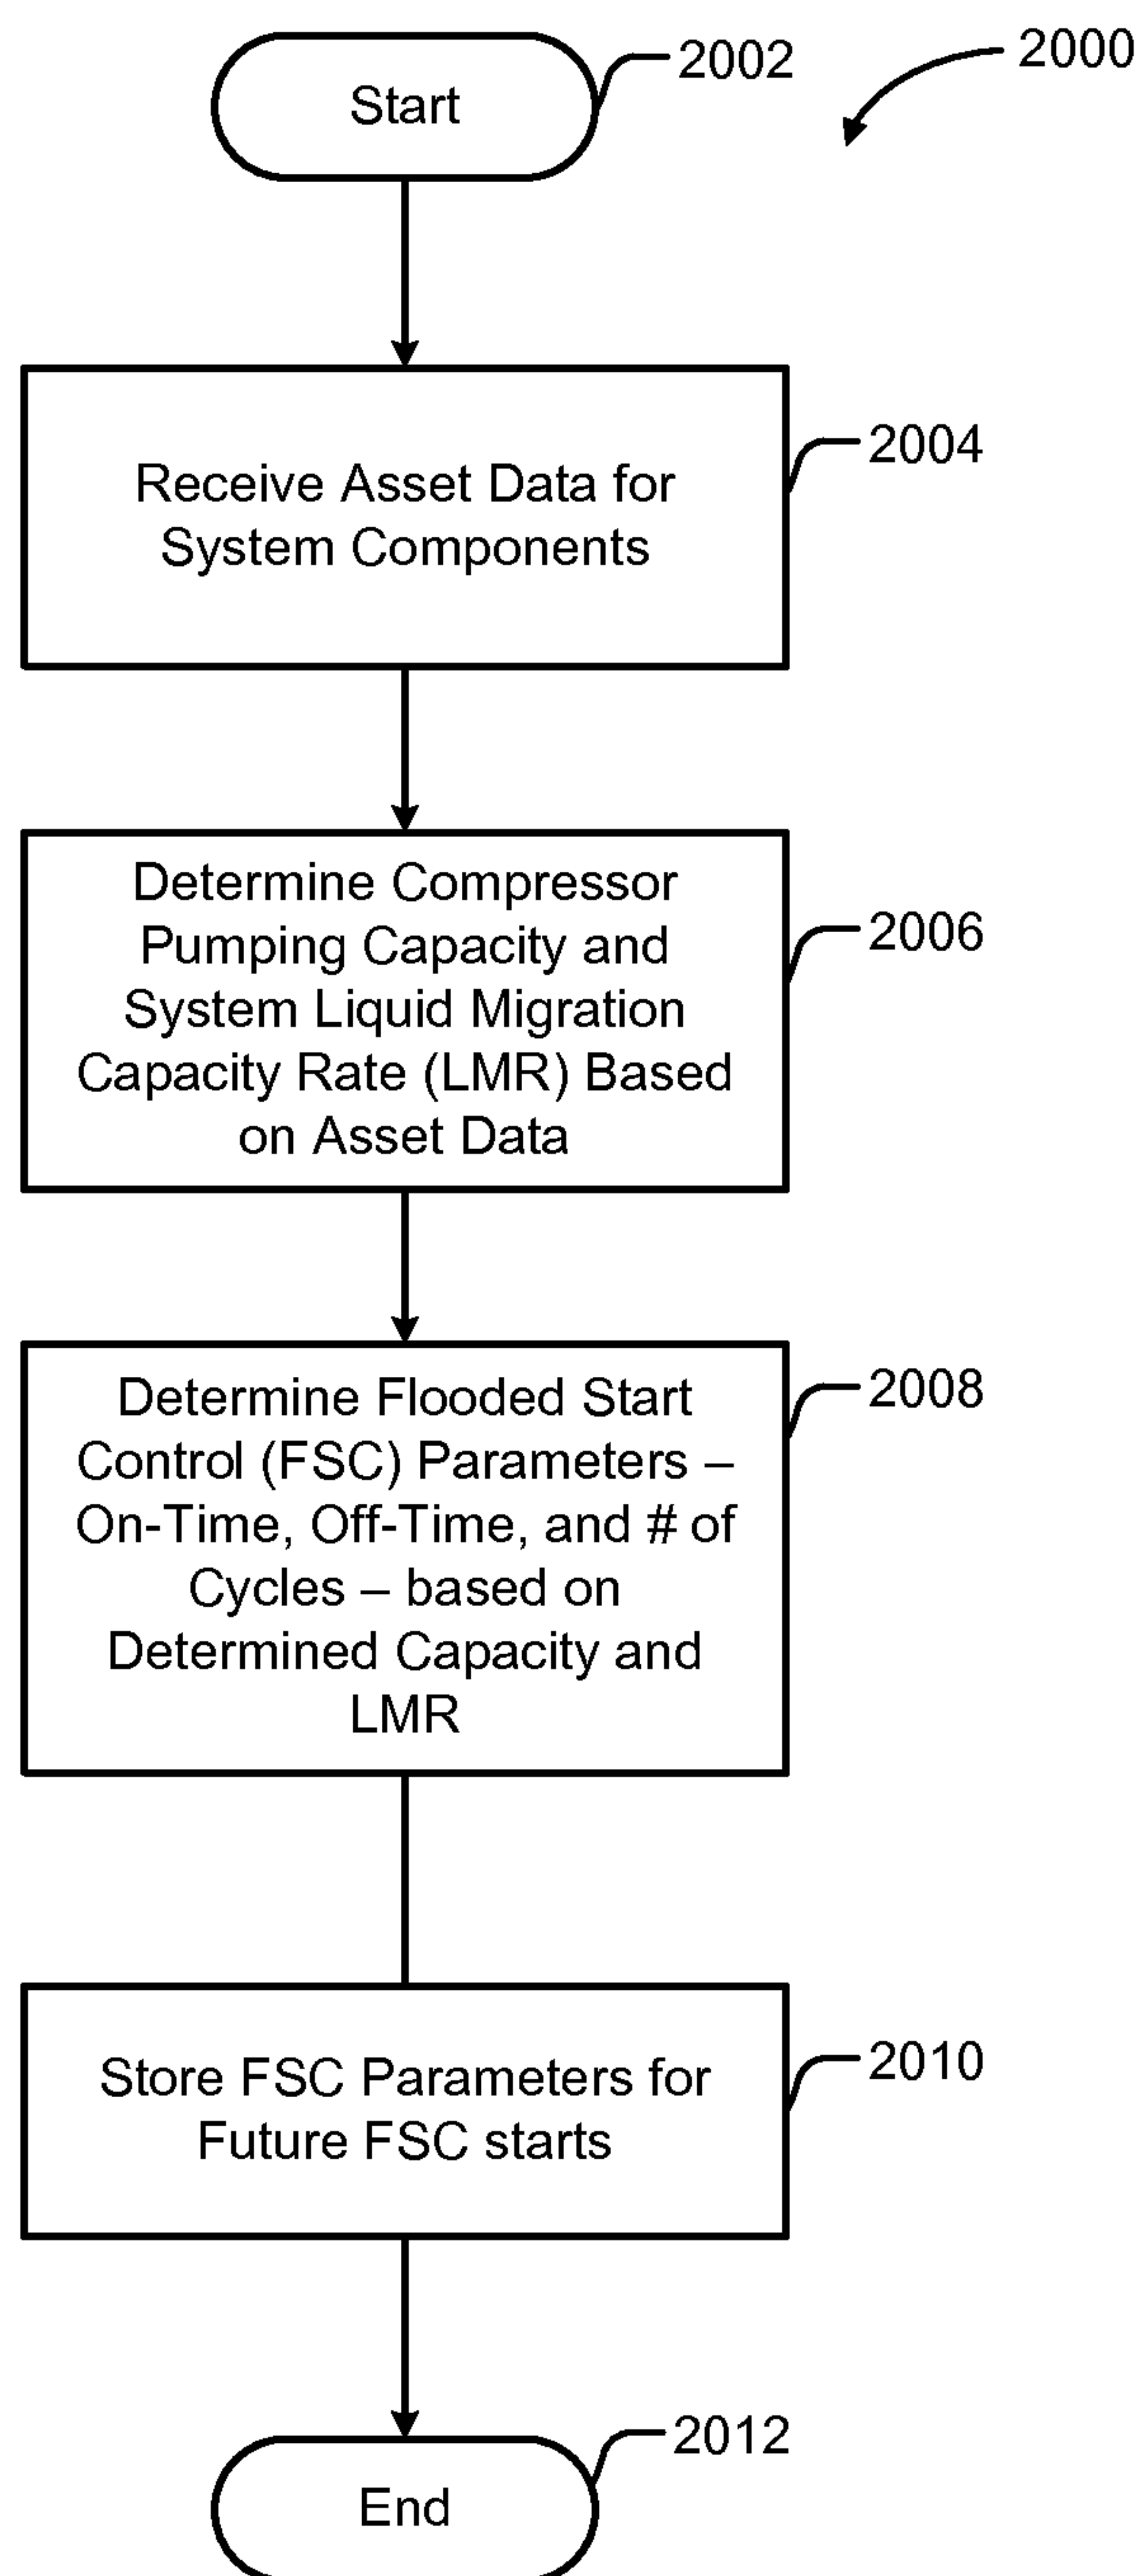 2000
Start
2002
Receive Asset Data for
System Components
2004
Determine Compressor
Pumping Capacity and
System Liquid Migration
Capacity Rate (LMR) Based
on Asset Data
2006
Determine Flooded Start
Control (FSC) Parameters –
On-Time, Off-Time, and # of
Cycles – based on
Determined Capacity and
LMR
2008
Store FSC Parameters for
Future FSC starts
2010
End
2012